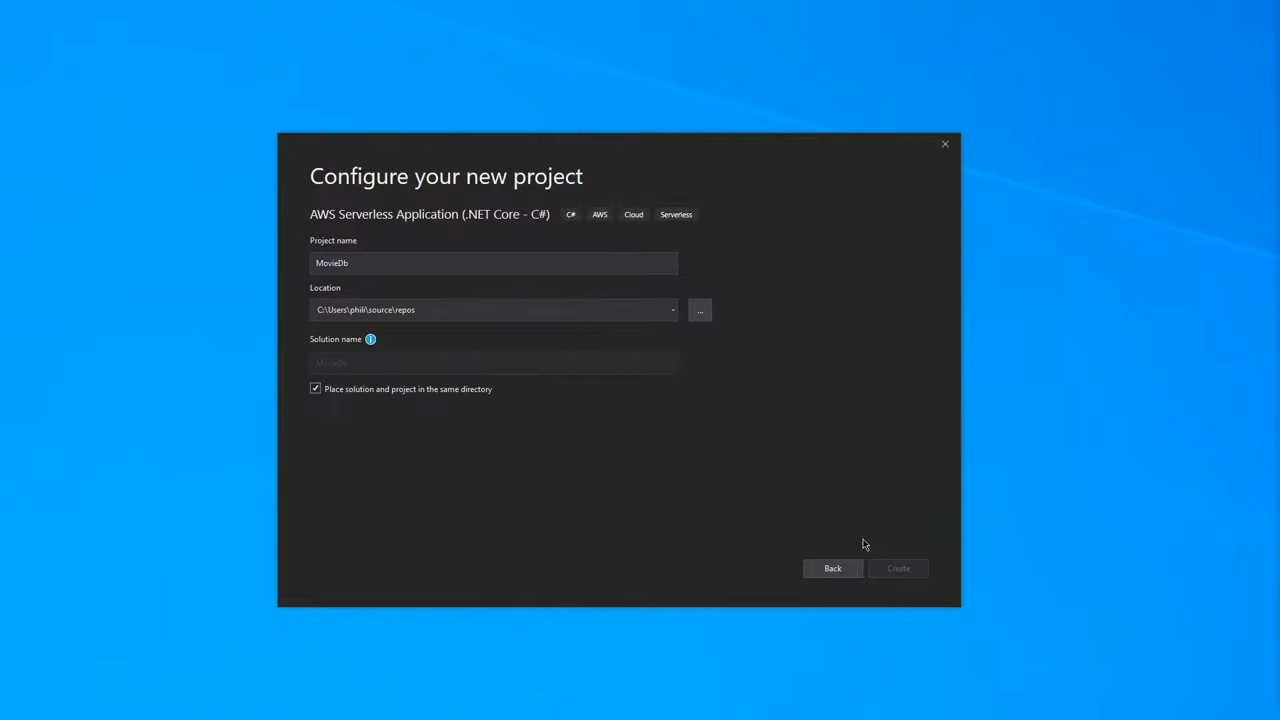 Configure your new project
AWS Serverless Application (.NET Core - C#) C# AWS Cloud Serverless
Project name
MovieDb
Location
C:\Users\phili\source\repos
...
Solution name
MovieDb
Place solution and project in the same directory
Back Create